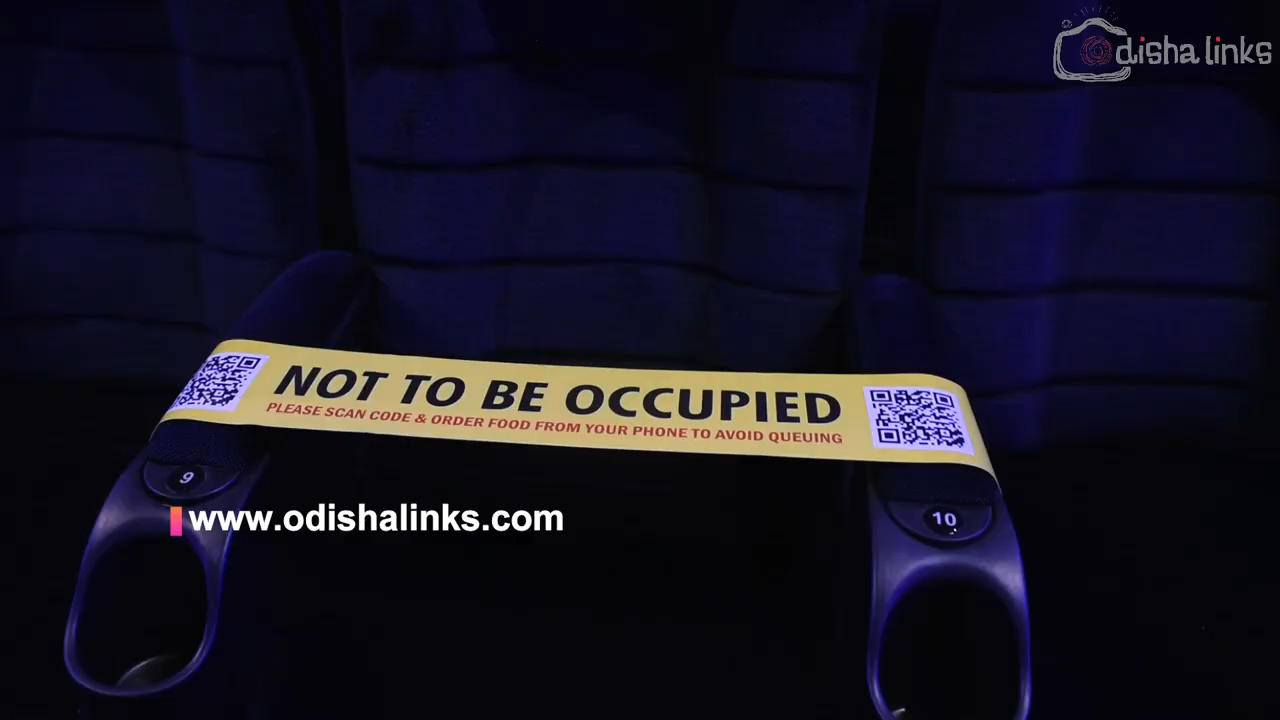 disha links
NOT TO BE OCCUPIED
PLEASE SCAN CODE & ORDER FOOD FROM YOUR PHONE TO AVOID QUEUING
9
10
www.odishalinks.com